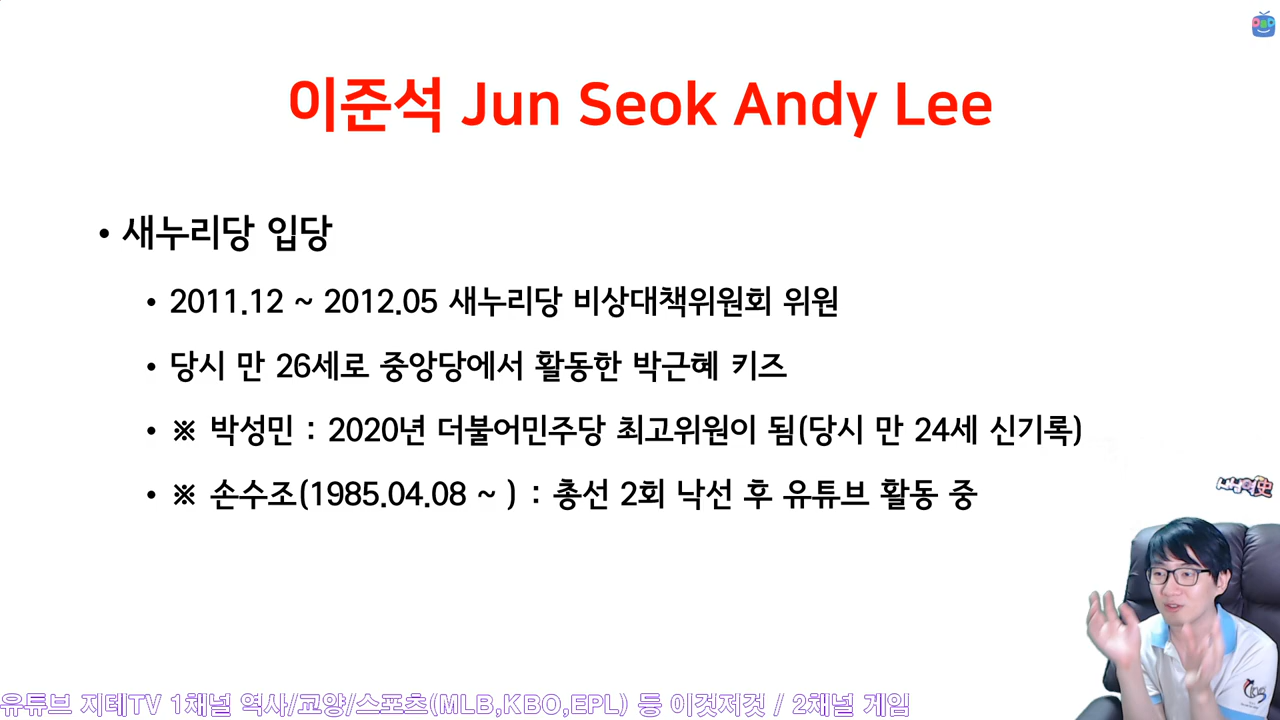 이준석 Jun Seok Andy Lee
• 새누리당 입당
• 2011.12 ~ 2012.05 새누리당 비상대책위원회 위원
• 당시 만 26세로 중앙당에서 활동한 박근혜 키즈
• ※ 박성민 : 2020년 더불어민주당 최고위원이 됨(당시 만 24세 신기록)
• ※ 손수조(1985.04.08 ~ ) : 총선 2회 낙선 후 유튜브 활동 중
유튜브 지테TV 1채널 역사/교양/스포츠(MLB,KBO,EPL) 등 이것저것 / 2채널 게임